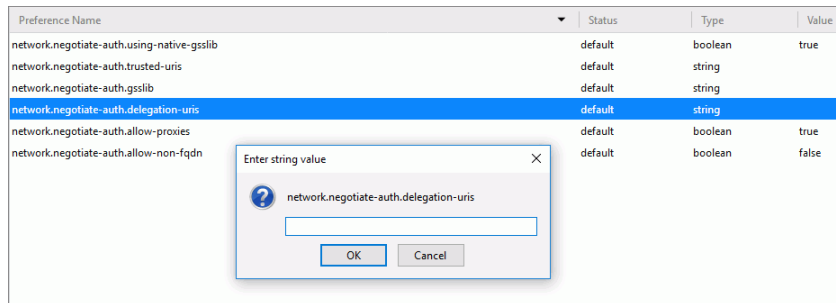 Preference Name Status Type Value
network.negotiate-auth.using-native-gsslib default boolean true
network.negotiate-auth.trusted-uris default string
network.negotiate-auth.gsslib default string
network.negotiate-auth.delegation-uris default string
network.negotiate-auth.allow-proxies default boolean true
network.negotiate-auth.allow-non-fqdn default boolean false
Enter string value
network.negotiate-auth.delegation-uris
OK Cancel